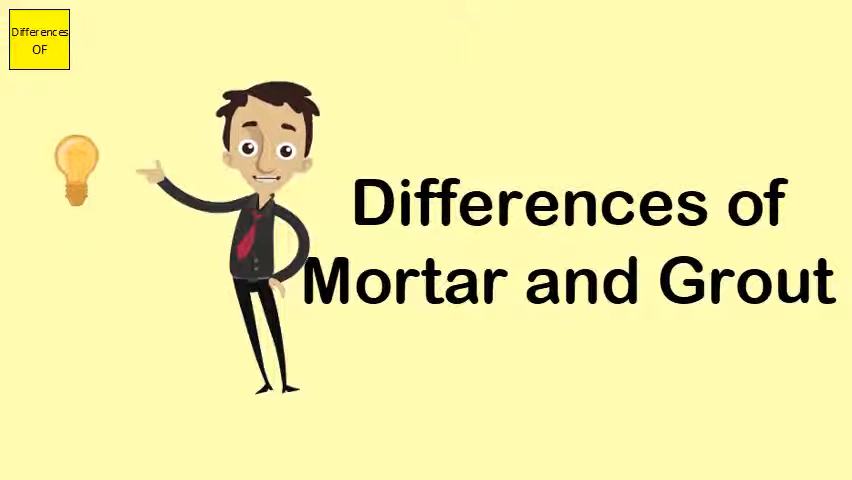 Differences
OF
Differences of
Mortar and Grout